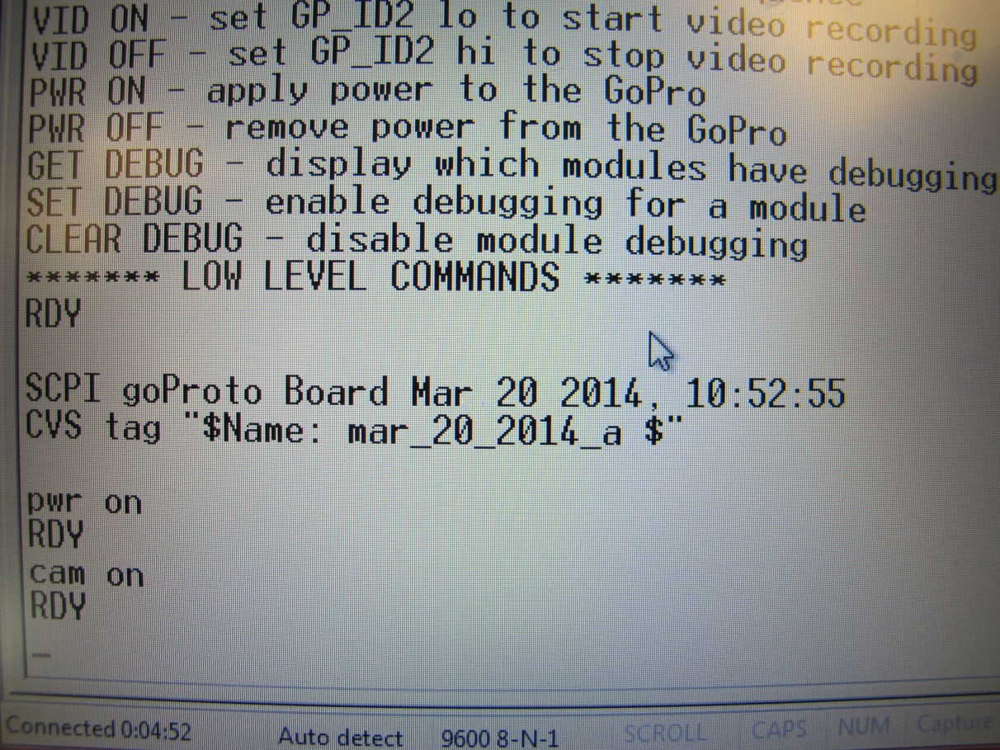 VID ON - set GP_ID2 lo to start video recording
VID OFF - set GP_ID2 hi to stop video recording
PWR ON - apply power to the GoPro
PWR OFF - remove power from the GoPro
GET DEBUG - display which modules have debugging
SET DEBUG - enable debugging for a module
CLEAR DEBUG - disable module debugging
******* LOW LEVEL COMMANDS *******
RDY
SCPI goProto Board Mar 20 2014, 10:52:55
CVS tag "$Name: mar_20_2014_a $"
pwr on
RDY
cam on
RDY
_
Connected 0:04:52 Auto detect 9600 8-N-1 SCROLL CAPS NUM Capture